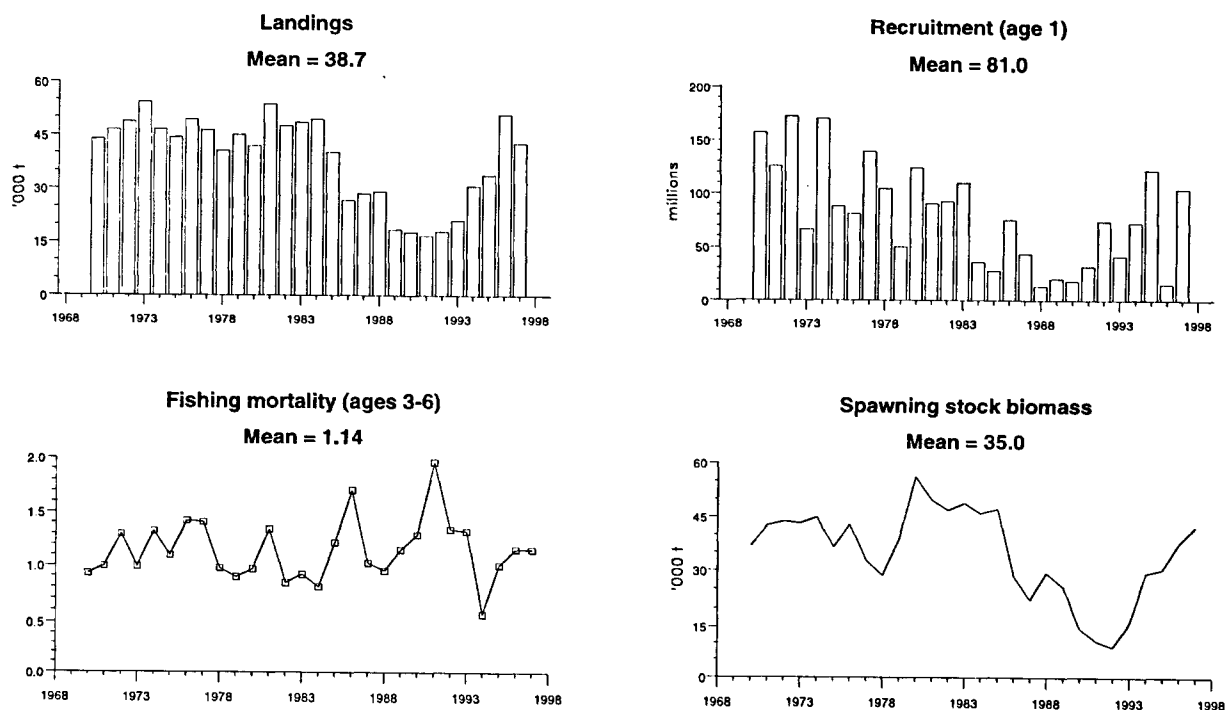 Landings
Mean = 38.7
60
45
30
15
0
'000 t
1968 1973 1978 1983 1988 1993 1998
Recruitment (age 1)
Mean = 81.0
200
150
100
50
0
millions
1968 1973 1978 1983 1988 1993 1998
Fishing mortality (ages 3-6)
Mean = 1.14
2.0
1.5
1.0
0.5
0.0
1968 1973 1978 1983 1988 1993 1998
Spawning stock biomass
Mean = 35.0
60
45
30
15
0
'000 t
1968 1973 1978 1983 1988 1993 1998